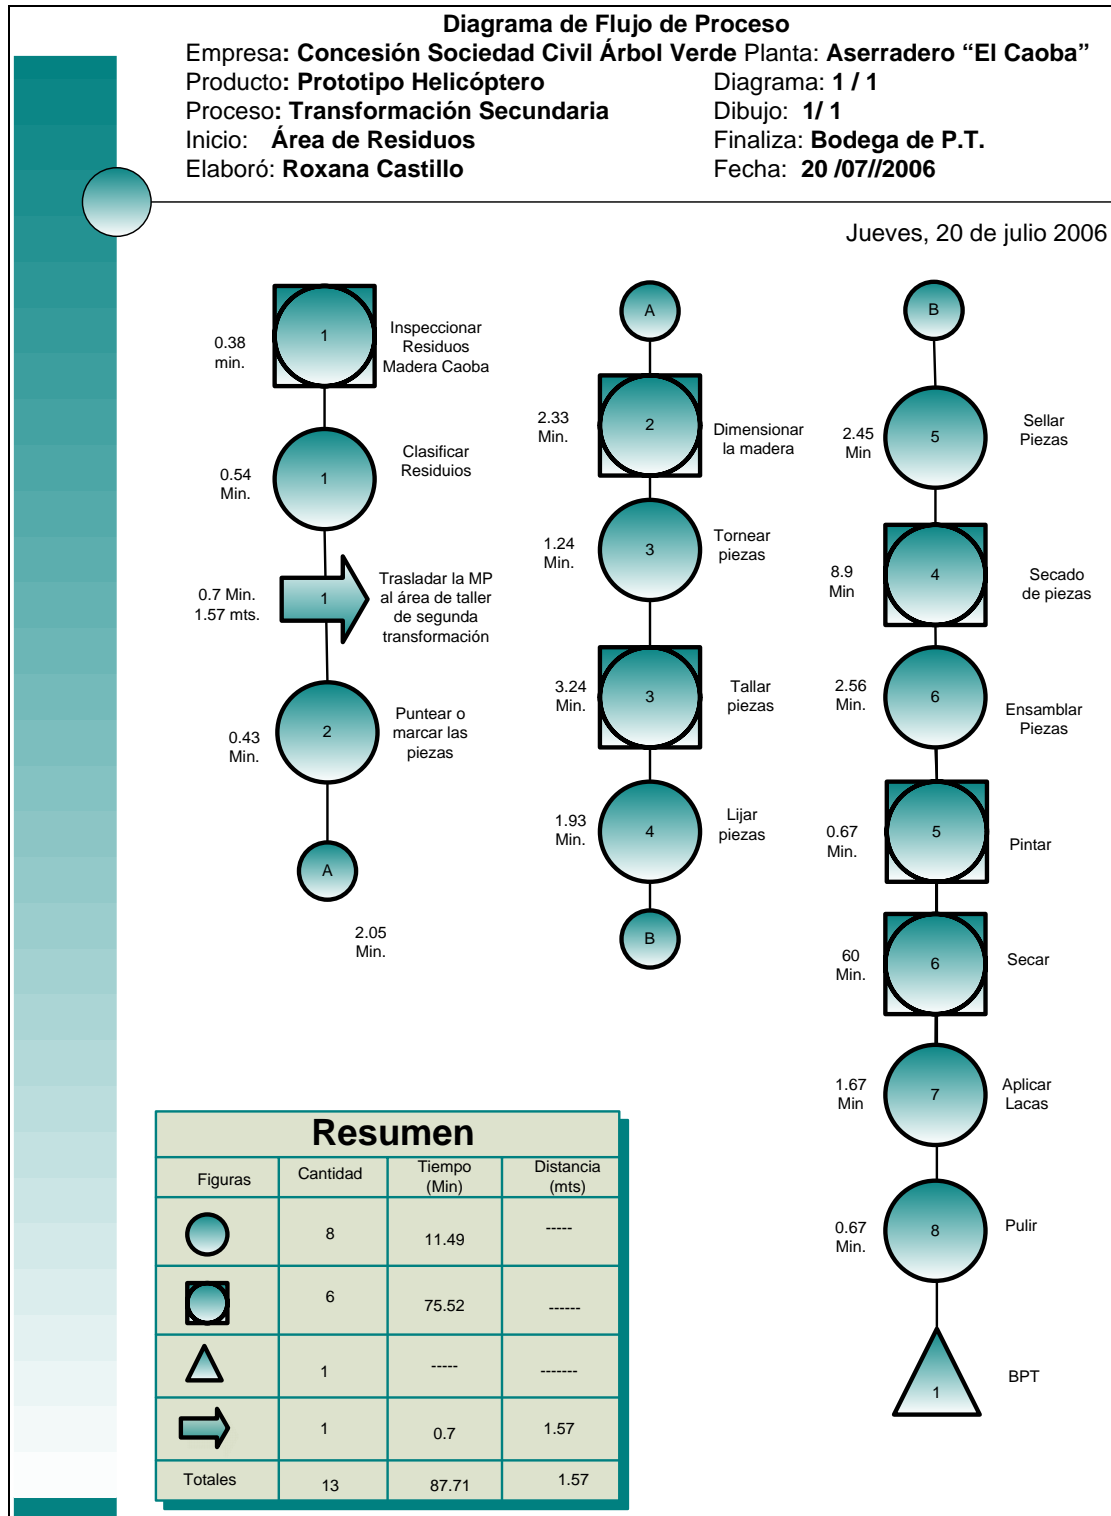 Diagrama de Flujo de Proceso
Empresa: Concesión Sociedad Civil Árbol Verde Planta: Aserradero “El Caoba”
Producto: Prototipo Helicóptero Diagrama: 1 / 1
Proceso: Transformación Secundaria Dibujo: 1/ 1
Inicio: Área de Residuos Finaliza: Bodega de P.T.
Elaboró: Roxana Castillo Fecha: 20 /07//2006
Jueves, 20 de julio 2006
0.38
min.
1
Inspeccionar
Residuos
Madera Caoba
0.54
Min.
1
Clasificar
Residuios
0.7 Min.
1.57 mts.
1
Trasladar la MP
al área de taller
de segunda
transformación
0.43
Min.
2
Puntear o
marcar las
piezas
A
2.05
Min.
A
2.33
Min.
2
Dimensionar
la madera
1.24
Min.
3
Tornear
piezas
3.24
Min.
3
Tallar
piezas
1.93
Min.
4
Lijar
piezas
B
B
2.45
Min
5
Sellar
Piezas
8.9
Min
4
Secado
de piezas
2.56
Min.
6
Ensamblar
Piezas
0.67
Min.
5
Pintar
60
Min.
6
Secar
1.67
Min
7
Aplicar
Lacas
0.67
Min.
8
Pulir
1
BPT
Resumen
Figuras Cantidad Tiempo (Min) Distancia (mts)
8 11.49 -----
6 75.52 ------
1 ----- -------
1 0.7 1.57
Totales 13 87.71 1.57